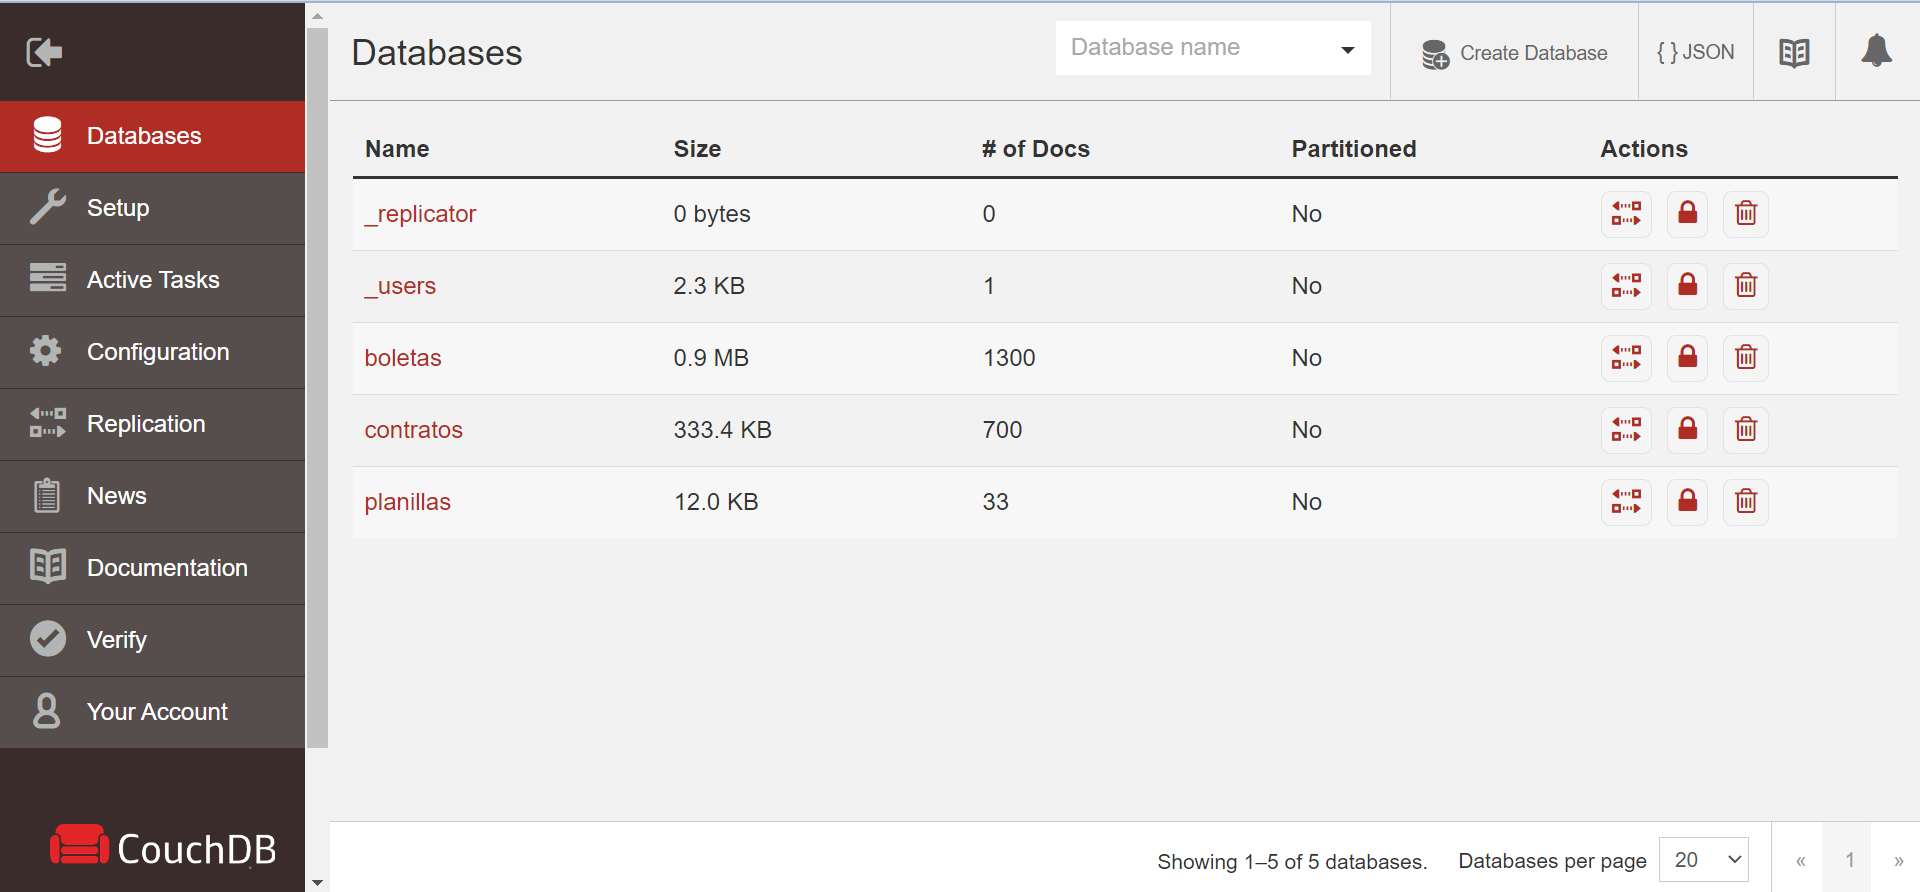 Databases
Database name
Create Database
{ } JSON
Databases
Setup
Active Tasks
Configuration
Replication
News
Documentation
Verify
Your Account
CouchDB
Name Size # of Docs Partitioned Actions
_replicator 0 bytes 0 No
_users 2.3 KB 1 No
boletas 0.9 MB 1300 No
contratos 333.4 KB 700 No
planillas 12.0 KB 33 No
Showing 1–5 of 5 databases. Databases per page 20 « 1 »